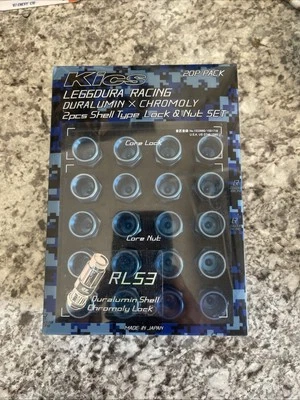 Kics
20P PACK
LEGGDURA RACING
DURALUMIN X CHROMOLY
2pcs Shell Type Lock & Nut SET
Core Lock
Core Nut
RL53
Duralumin Shell
Chromoly Lock
MADE IN JAPAN